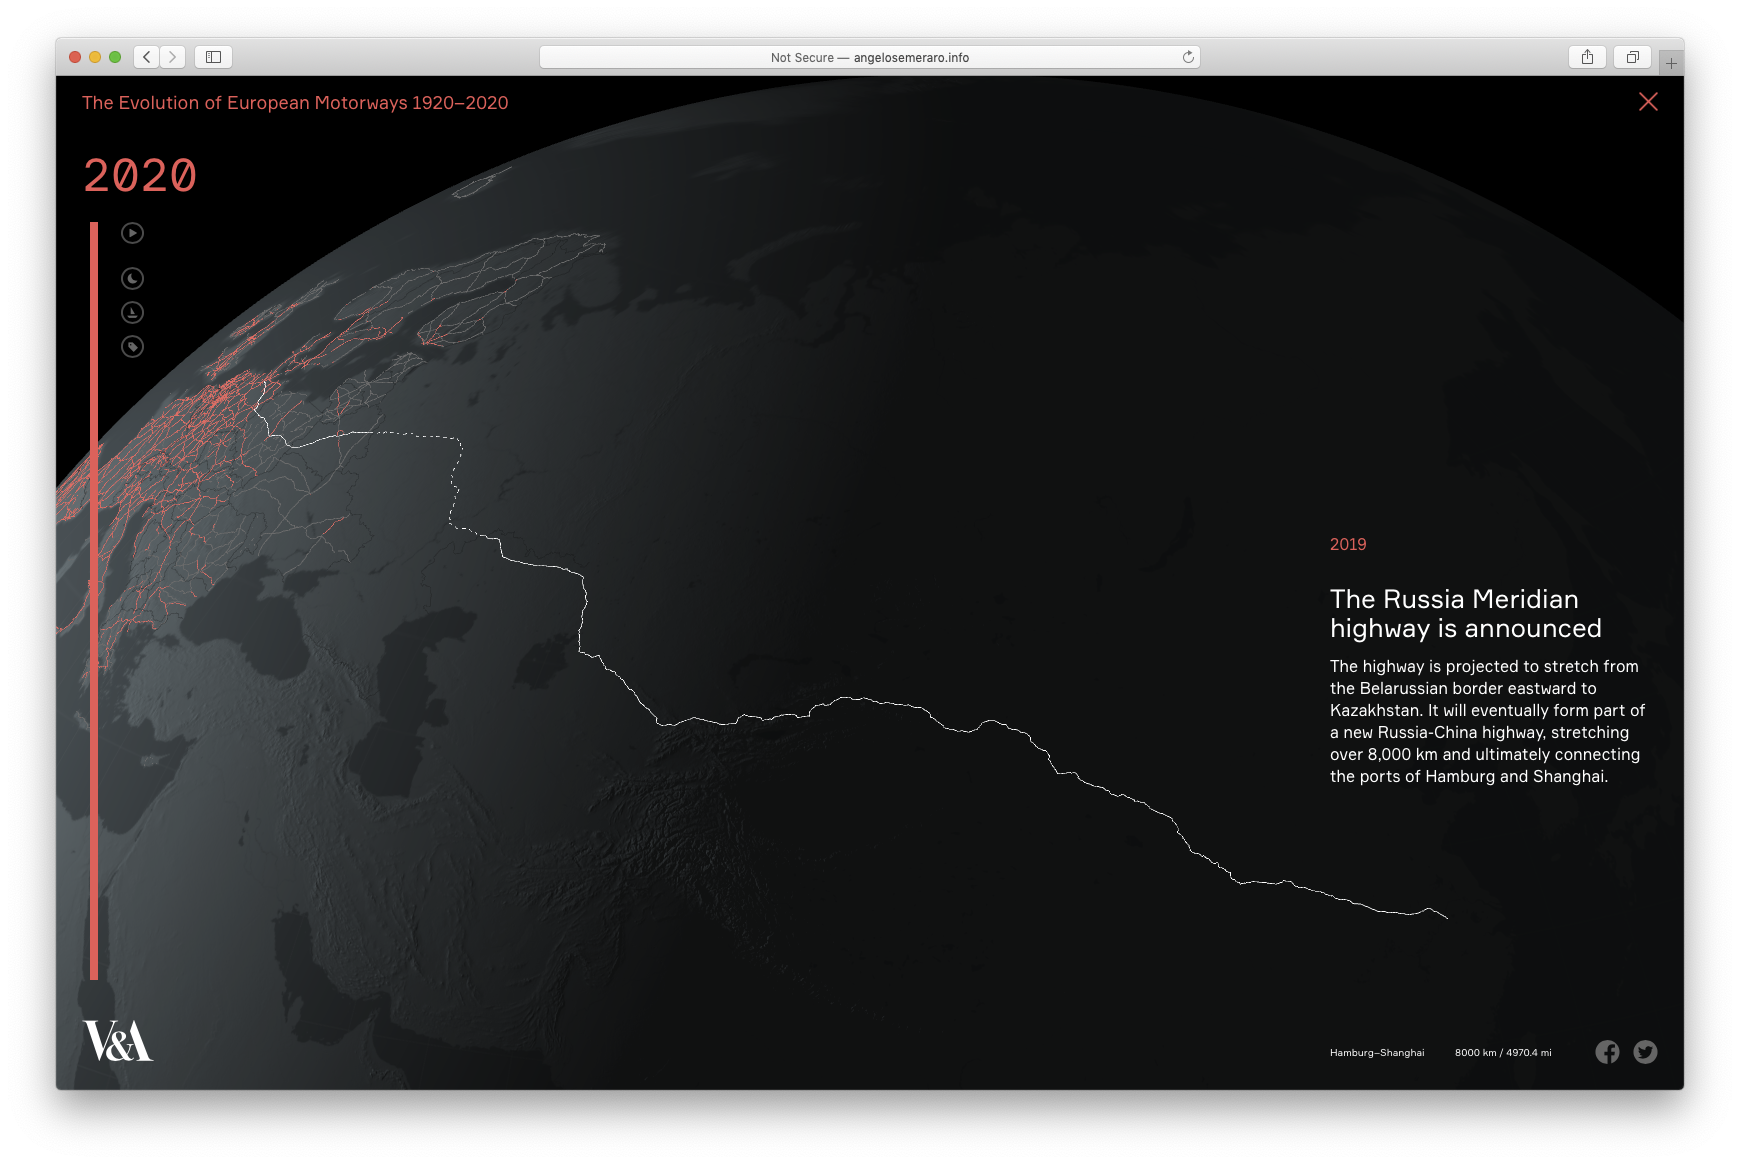 Not Secure — angelosemeraro.info
The Evolution of European Motorways 1920–2020
2020
2019
The Russia Meridian
highway is announced
The highway is projected to stretch from
the Belarussian border eastward to
Kazakhstan. It will eventually form part of
a new Russia-China highway, stretching
over 8,000 km and ultimately connecting
the ports of Hamburg and Shanghai.
V&A
Hamburg–Shanghai 8000 km / 4970.4 mi